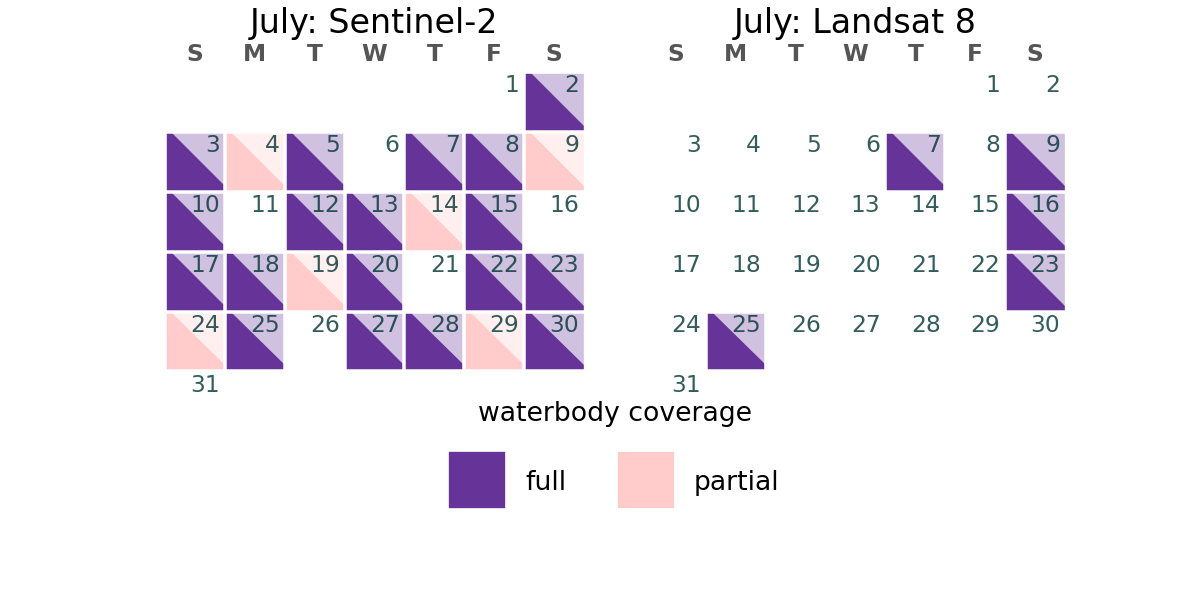 July: Sentinel-2
S M T W T F S
1 2
3 4 5 6 7 8 9
10 11 12 13 14 15 16
17 18 19 20 21 22 23
24 25 26 27 28 29 30
31
July: Landsat 8
S M T W T F S
1 2
3 4 5 6 7 8 9
10 11 12 13 14 15 16
17 18 19 20 21 22 23
24 25 26 27 28 29 30
31
waterbody coverage
full
partial